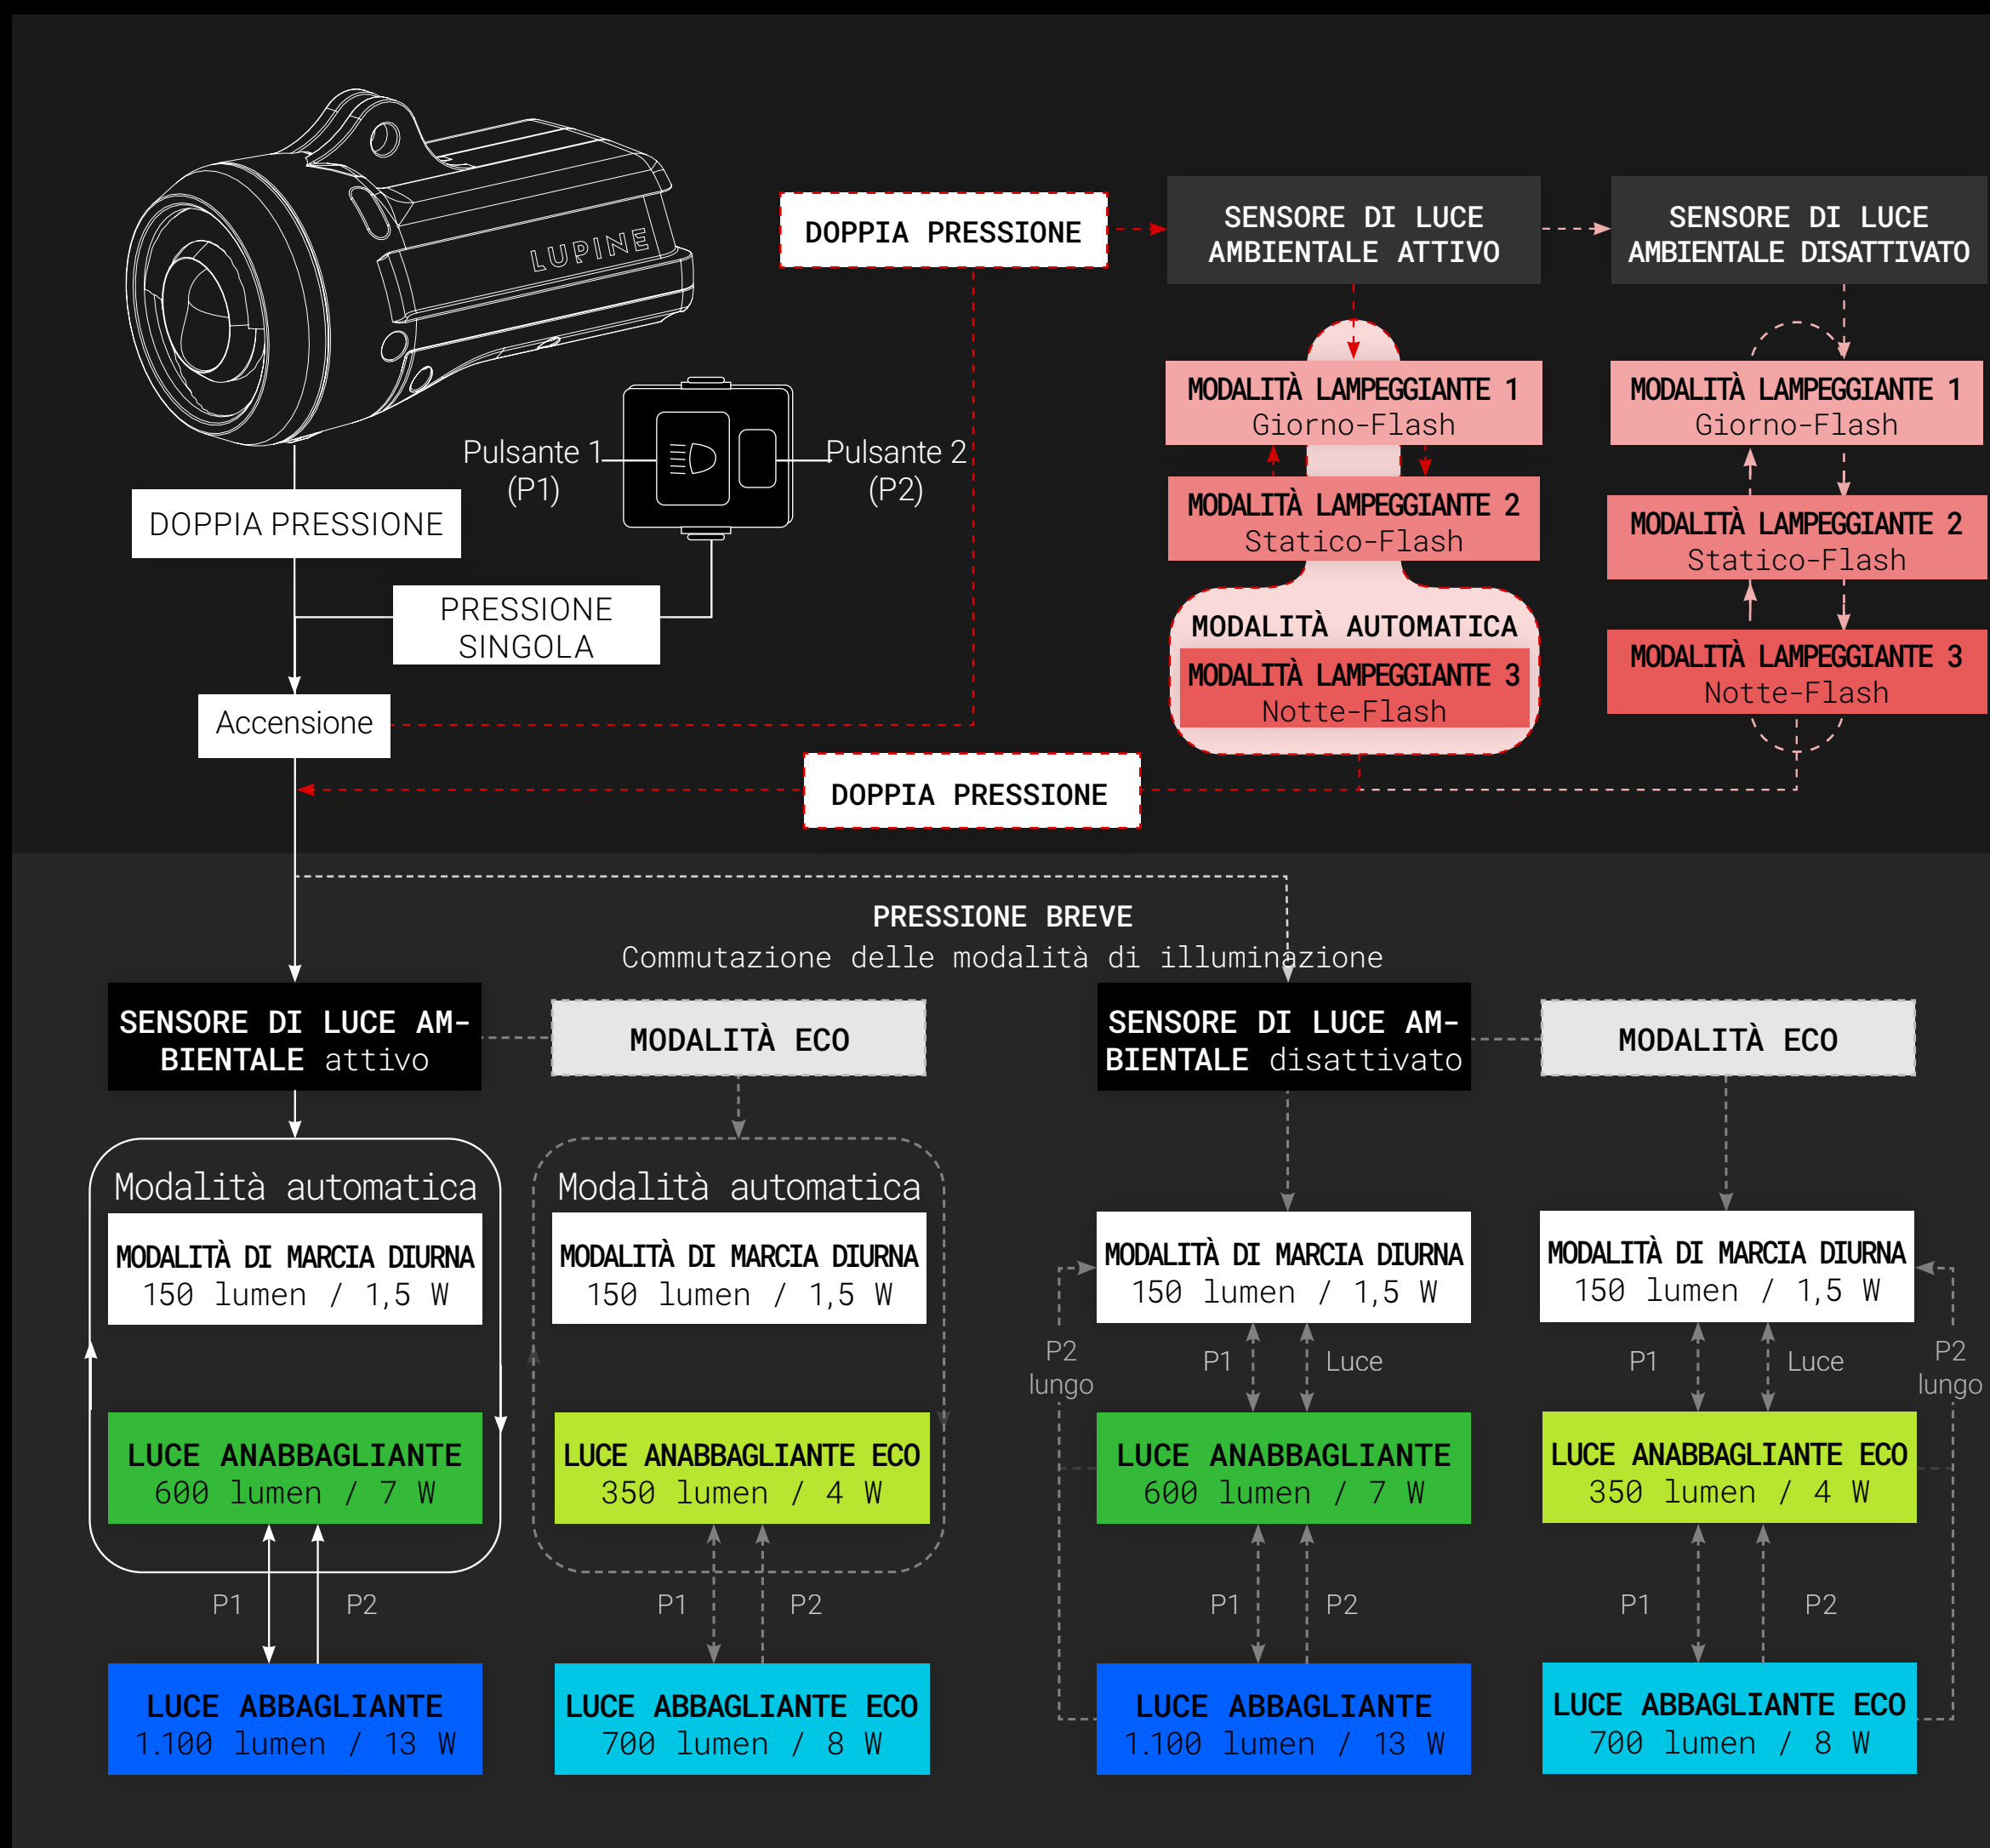 LUPINE
Pulsante 1
(P1)
Pulsante 2
(P2)
DOPPIA PRESSIONE
PRESSIONE
SINGOLA
Accensione
DOPPIA PRESSIONE
SENSORE DI LUCE
AMBIENTALE ATTIVO
SENSORE DI LUCE
AMBIENTALE DISATTIVATO
MODALITÀ LAMPEGGIANTE 1
Giorno-Flash
MODALITÀ LAMPEGGIANTE 2
Statico-Flash
MODALITÀ AUTOMATICA
MODALITÀ LAMPEGGIANTE 3
Notte-Flash
MODALITÀ LAMPEGGIANTE 1
Giorno-Flash
MODALITÀ LAMPEGGIANTE 2
Statico-Flash
MODALITÀ LAMPEGGIANTE 3
Notte-Flash
DOPPIA PRESSIONE
PRESSIONE BREVE
Commutazione delle modalità di illuminazione
SENSORE DI LUCE AM-
BIENTALE attivo
MODALITÀ ECO
SENSORE DI LUCE AM-
BIENTALE disattivato
MODALITÀ ECO
Modalità automatica
MODALITÀ DI MARCIA DIURNA
150 lumen / 1,5 W
LUCE ANABBAGLIANTE
600 lumen / 7 W
P1
P2
LUCE ABBAGLIANTE
1.100 lumen / 13 W
Modalità automatica
MODALITÀ DI MARCIA DIURNA
150 lumen / 1,5 W
LUCE ANABBAGLIANTE ECO
350 lumen / 4 W
P1
P2
LUCE ABBAGLIANTE ECO
700 lumen / 8 W
MODALITÀ DI MARCIA DIURNA
150 lumen / 1,5 W
P2
lungo
P1
Luce
LUCE ANABBAGLIANTE
600 lumen / 7 W
P1
P2
LUCE ABBAGLIANTE
1.100 lumen / 13 W
MODALITÀ DI MARCIA DIURNA
150 lumen / 1,5 W
P1
Luce
P2
lungo
LUCE ANABBAGLIANTE ECO
350 lumen / 4 W
P1
P2
LUCE ABBAGLIANTE ECO
700 lumen / 8 W